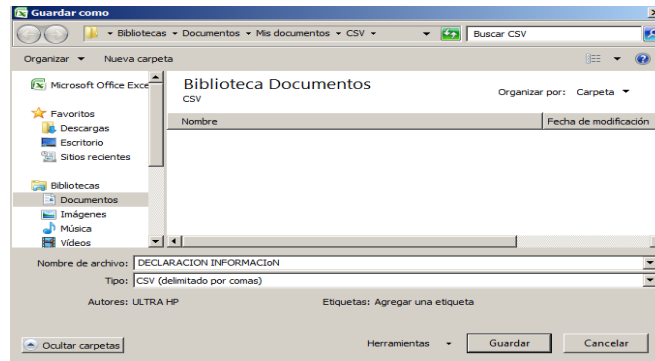 Guardar como
Bibliotecas Documentos Mis documentos CSV Buscar CSV
Organizar Nueva carpeta
Microsoft Office Exce Biblioteca Documentos
CSV
Organizar por: Carpeta
Favoritos
Nombre Fecha de modificación
Descargas
Escritorio
Sitios recientes
Bibliotecas
Documentos
Imágenes
Música
Vídeos
Nombre de archivo: DECLARACION INFORMACIoN
Tipo: CSV (delimitado por comas)
Autores: ULTRA HP Etiquetas: Agregar una etiqueta
Ocultar carpetas Herramientas Guardar Cancelar